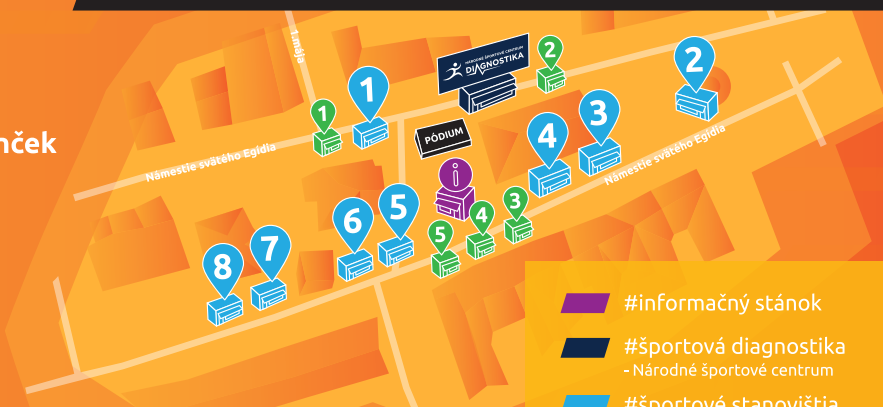 1.mája
NÁRODNÉ ŠPORTOVÉ CENTRUM
DIAGNOSTIKA
2
2
1
1
3
PÓDIUM
4
nček
Námestie svätého Egídia
Námestie svätého Egídia
i
6
5
3
4
5
8
7
#informačný stánok
#športová diagnostika
- Národné športové centrum
#športové stanovištia